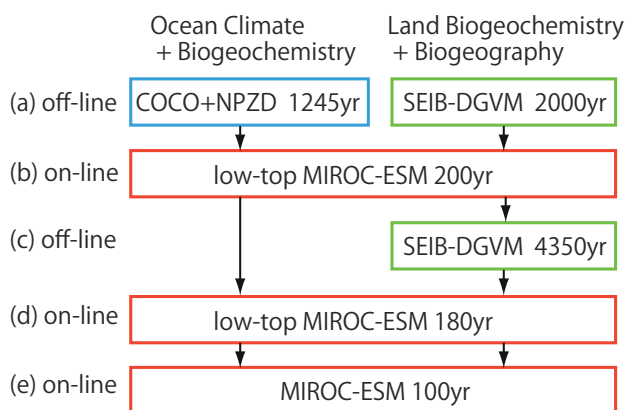 Ocean Climate
+ Biogeochemistry
Land Biogeochemistry
+ Biogeography
(a) off-line
COCO+NPZD 1245yr
SEIB-DGVM 2000yr
(b) on-line
low-top MIROC-ESM 200yr
(c) off-line
SEIB-DGVM 4350yr
(d) on-line
low-top MIROC-ESM 180yr
(e) on-line
MIROC-ESM 100yr